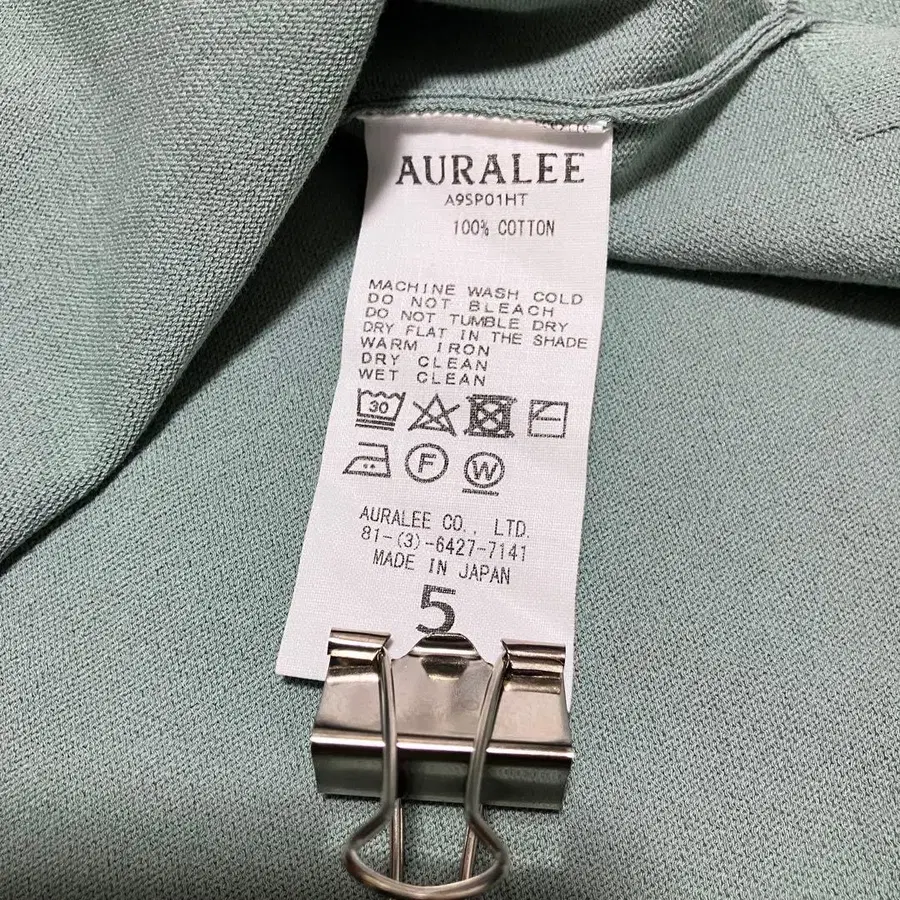 AURALEE
A9SP01HT
100% COTTON
MACHINE WASH COLD
DO NOT BLEACH
DO NOT TUMBLE DRY
DRY FLAT IN THE SHADE
WARM IRON
DRY CLEAN
WET CLEAN
30
F W
AURALEE CO., LTD.
81-(3)-6427-7141
MADE IN JAPAN
5